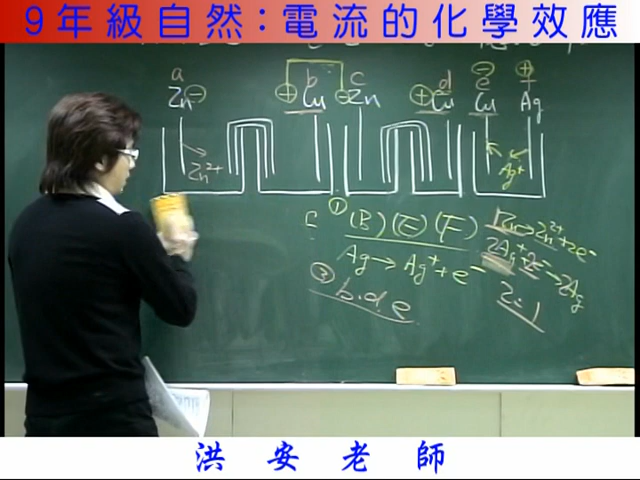 9年級自然:電流的化學效應
a b c d e
Zn⊖ ⊕Cu ⊖Zn ⊕Cu ⊖Cu ⊕Ag
Zn²⁺ Ag⁺
① (B)(E)(F) Zn→Zn²⁺+2e⁻
Ag→Ag⁺+e⁻ 2Ag⁺+2e⁻→2Ag
③ b.d.e 2:1
洪安老師